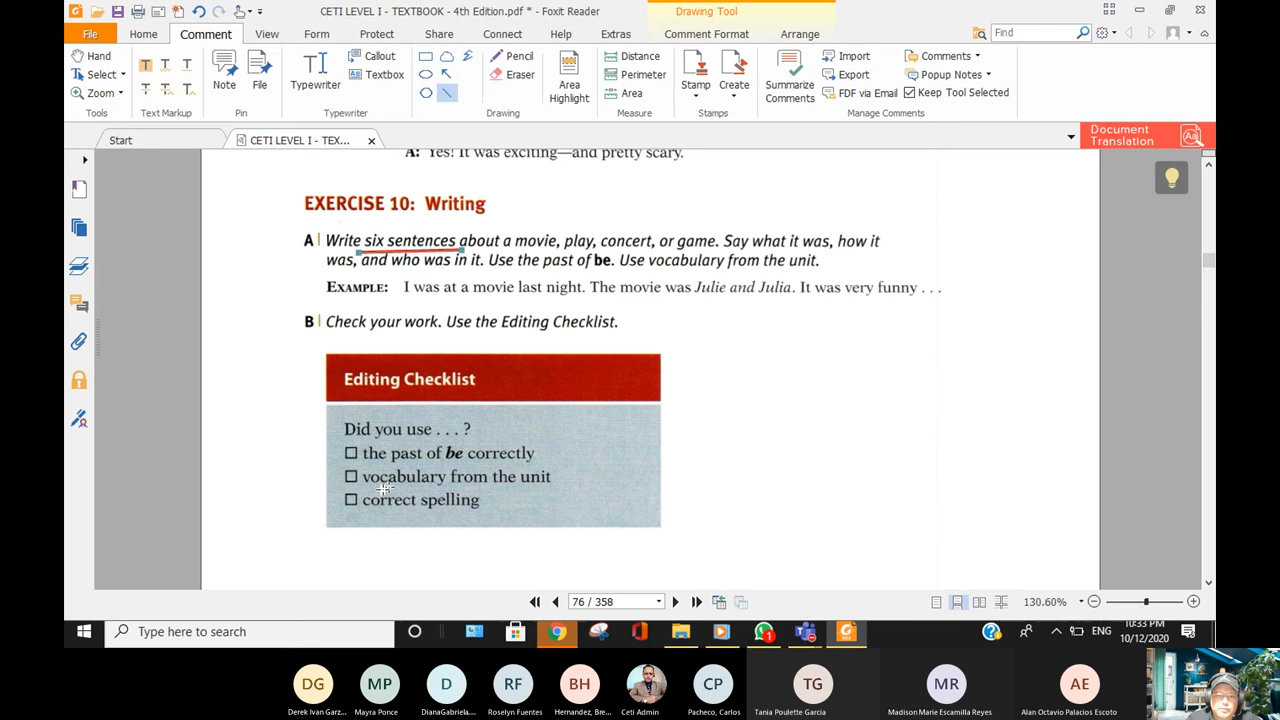 CETI LEVEL I - TEXTBOOK - 4th Edition.pdf * - Foxit Reader
Drawing Tool
File
Home
Comment
View
Form
Protect
Share
Connect
Help
Extras
Comment Format
Arrange
Find
Hand
Select
Zoom
Tools
T T T
T T T
Text Markup
Note
File
Pin
Typewriter
Callout
Textbox
Typewriter
Pencil
Eraser
Drawing
Area
Highlight
Distance
Perimeter
Area
Measure
Stamp
Create
Stamps
Summarize
Comments
Import
Export
FDF via Email
Comments
Popup Notes
Keep Tool Selected
Manage Comments
Start
CETI LEVEL I - TEX...
Document
Translation
A: Yes! It was exciting—and pretty scary.
EXERCISE 10: Writing
A Write six sentences about a movie, play, concert, or game. Say what it was, how it
was, and who was in it. Use the past of be. Use vocabulary from the unit.
EXAMPLE: I was at a movie last night. The movie was Julie and Julia. It was very funny . . .
B Check your work. Use the Editing Checklist.
Editing Checklist
Did you use . . . ?
the past of be correctly
vocabulary from the unit
correct spelling
76 / 358
130.60%
Type here to search
1
ENG
10:33 PM
10/12/2020
DG
MP
D
RF
BH
CP
TG
MR
AE
Derek Ivan Garz...
Mayra Ponce
DianaGabriela...
Roselyn Fuentes
Hernandez, Bre...
Ceti Admin
Pacheco, Carlos
Tania Poulette Garcia
Madison Marie Escamilla Reyes
Alan Octavio Palacios Escoto